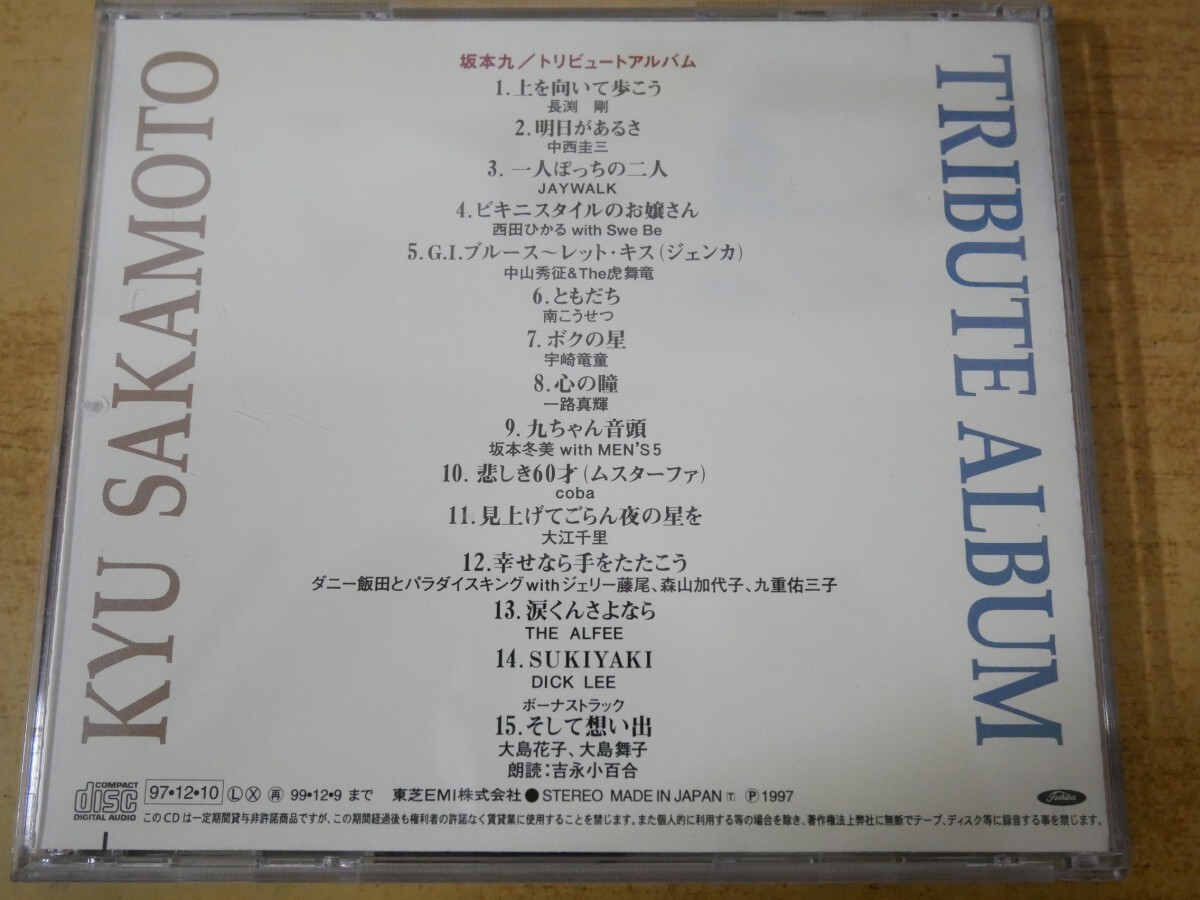 KYU SAKAMOTO
TRIBUTE ALBUM
坂本九／トリビュートアルバム
1.上を向いて歩こう
長渕 剛
2.明日があるさ
中西圭三
3.一人ぼっちの二人
JAYWALK
4.ビキニスタイルのお嬢さん
西田ひかる with Swe Be
5.G.I.ブルース〜レット・キス(ジェンカ)
中山秀征&The虎舞竜
6.ともだち
南こうせつ
7.ボクの星
宇崎竜童
8.心の瞳
一路真輝
9.九ちゃん音頭
坂本冬美 with MEN'S 5
10.悲しき60才(ムスターファ)
coba
11.見上げてごらん夜の星を
大江千里
12.幸せなら手をたたこう
ダニー飯田とパラダイスキングwithジェリー藤尾、森山加代子、九重佑三子
13.涙くんさよなら
THE ALFEE
14.SUKIYAKI
DICK LEE
ボーナストラック
15.そして想い出
大島花子、大島舞子
朗読:吉永小百合
COMPACT disc DIGITAL AUDIO
97・12・10 Ⓛ Ⓧ 再 99・12・9 まで 東芝EMI株式会社● STEREO MADE IN JAPAN T Ⓟ 1997
Toshiba
このCDは一定期間貸与非許諾商品ですが、この期間経過後も権利者の許諾なく賃貸業に使用することを禁じます。また個人的に利用する等の場合を除き、著作権法上弊社に無断でテープ、ディスク等に録音する事を禁じます。